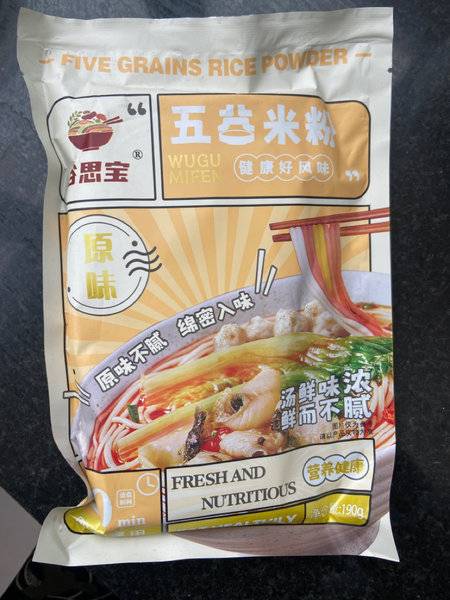 FIVE GRAINS RICE POWDER
五谷米粉
谷思宝®
WUGU
MIFEN
健康好风味
原味
原味不腻 绵密入味
汤鲜味浓
鲜而不腻
FRESH AND
NUTRITIOUS
营养健康
min
190g